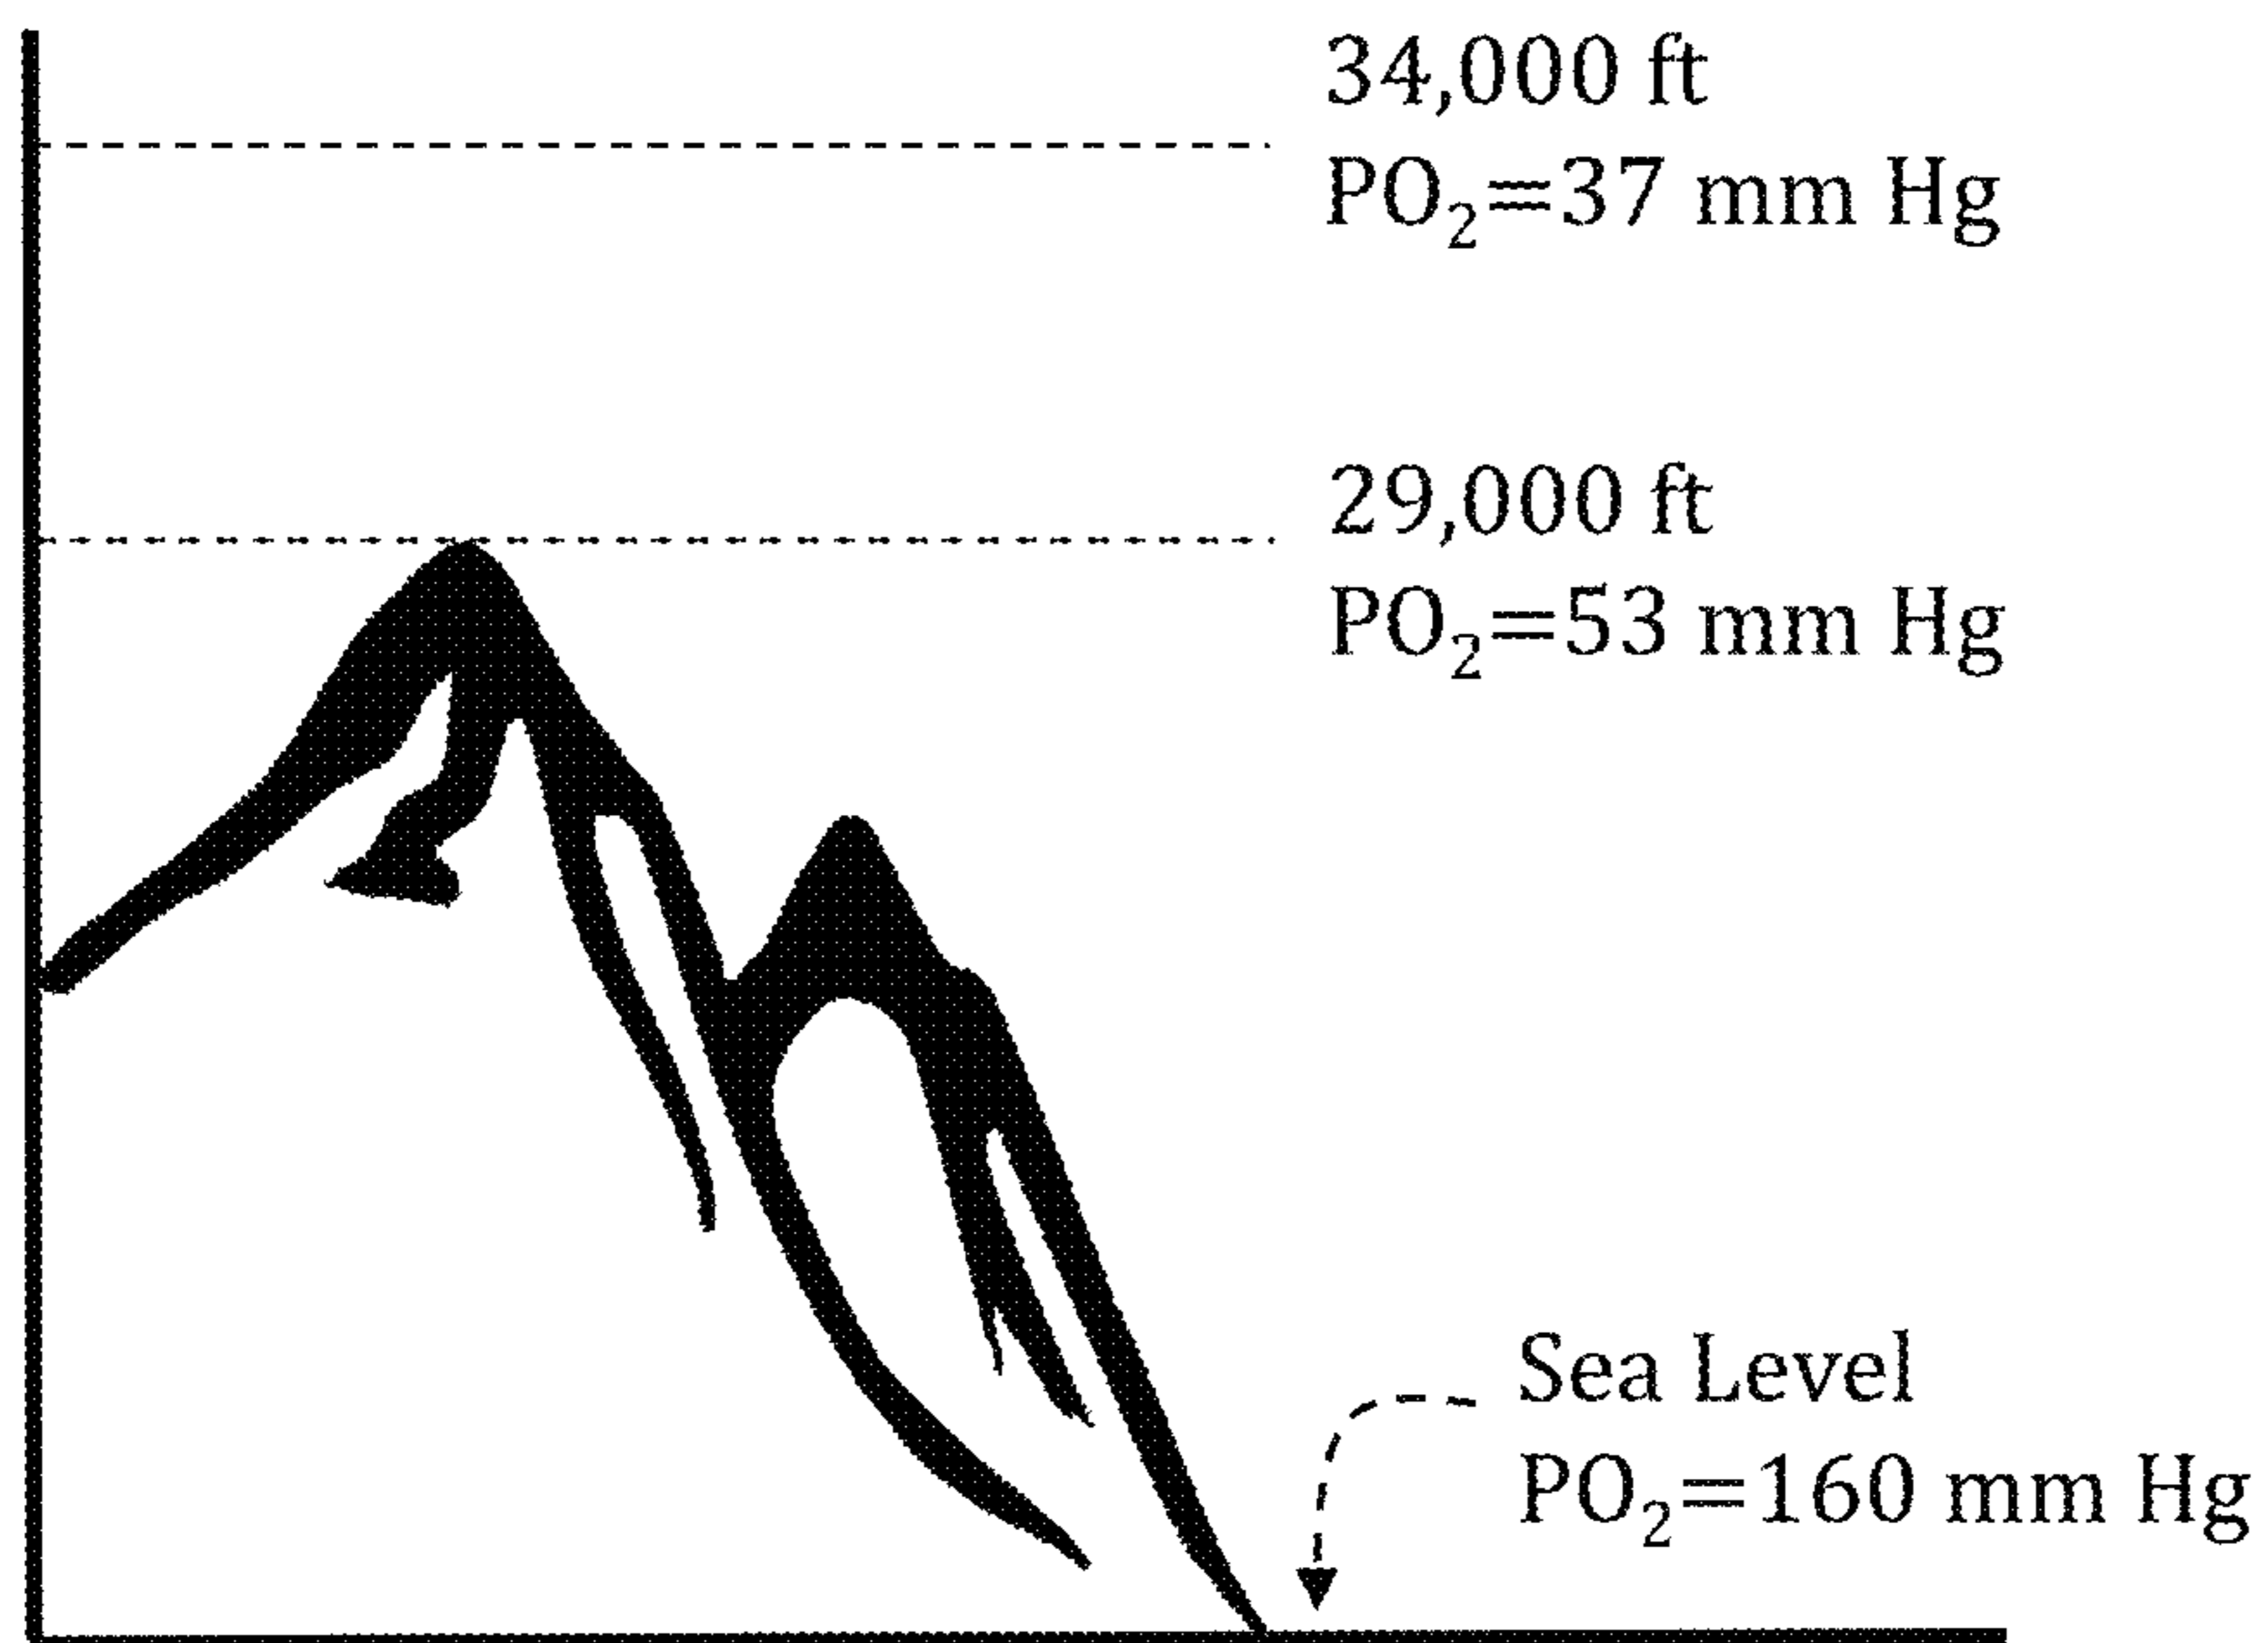 34,000 ft
PO₂=37 mm Hg
29,000 ft
PO₂=53 mm Hg
Sea Level
PO₂=160 mm Hg